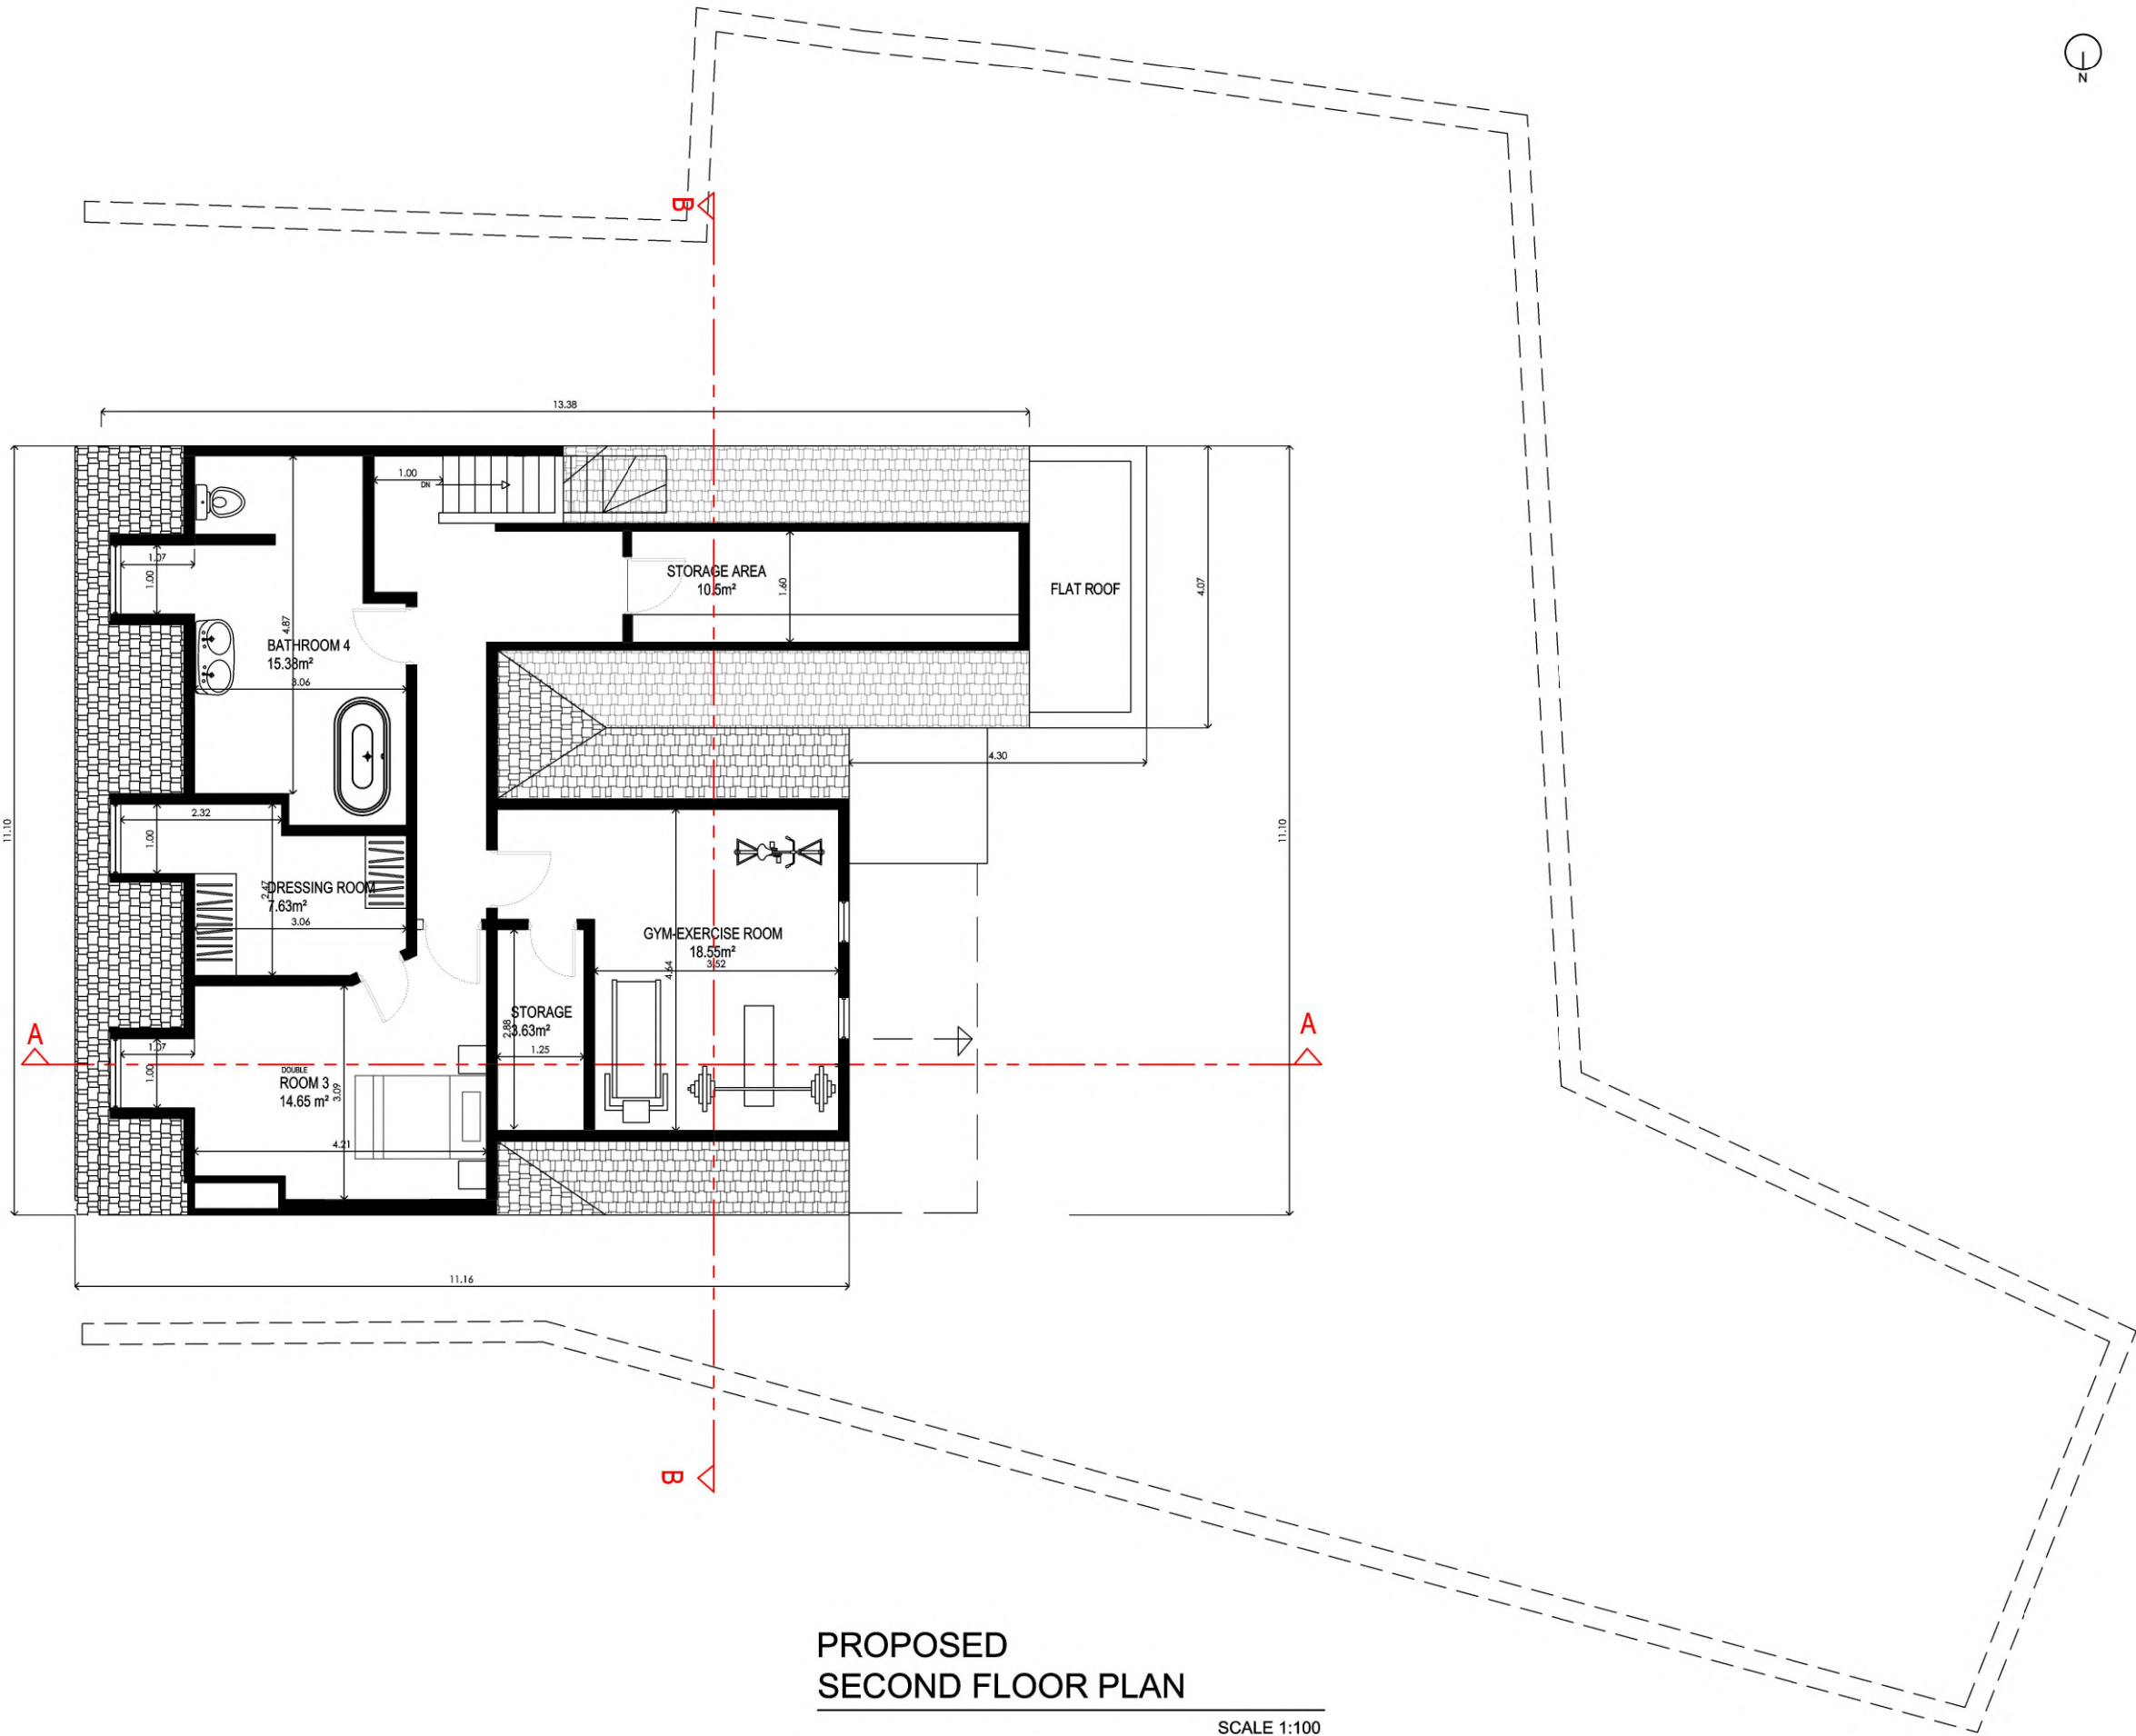 N
B
13.38
1.00
DN
1.07
1.00
STORAGE AREA
10.5m²
1.60
FLAT ROOF
4.07
4.87
BATHROOM 4
15.33m²
3.06
4.30
11.10
2.32
1.00
11.10
2.47
DRESSING ROOM
7.63m²
3.06
GYM-EXERCISE ROOM
18.55m²
3.52
4.64
STORAGE
3.63m²
2.88
1.25
A
A
1.07
1.00
DOUBLE
ROOM 3
14.65 m²
3.09
4.21
11.16
B
PROPOSED
SECOND FLOOR PLAN
SCALE 1:100